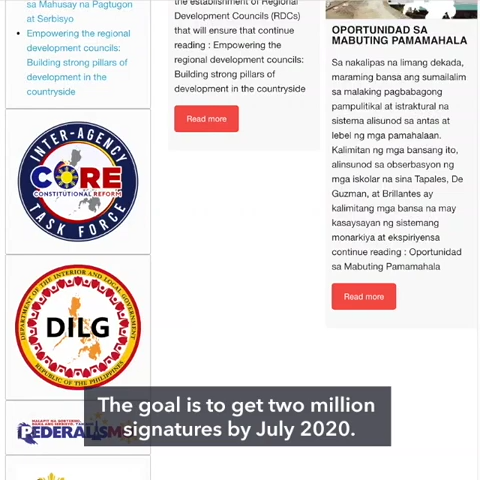 sa Mahusay na Pagtugon
at Serbisyo
Empowering the regional
development councils:
Building strong pillars of
development in the
countryside
INTER-AGENCY
CORE
CONSTITUTIONAL REFORM
TASK FORCE
DEPARTMENT OF THE INTERIOR AND LOCAL GOVERNMENT
DILG
REPUBLIC OF THE PHILIPPINES
PEDERALISMO
the establishment of Regional
Development Councils (RDCs)
that will ensure that continue
reading : Empowering the
regional development councils:
Building strong pillars of
development in the countryside
Read more
OPORTUNIDAD SA
MABUTING PAMAMAHALA
Sa nakalipas na limang dekada,
maraming bansa ang sumailalim
sa malaking pagbabagong
pampulitikal at istraktural na
sistema alisunod sa antas at
lebel ng mga pamahalaan.
Kalimitan ng mga bansang ito,
alinsunod sa obserbasyon ng
mga iskolar na sina Tapales, De
Guzman, at Brillantes ay
kalimitang mga bansa na may
kasaysayan ng sistemang
monarkiya at ekspiriyensa
continue reading : Oportunidad
sa Mabuting Pamamahala
Read more
The goal is to get two million
signatures by July 2020.